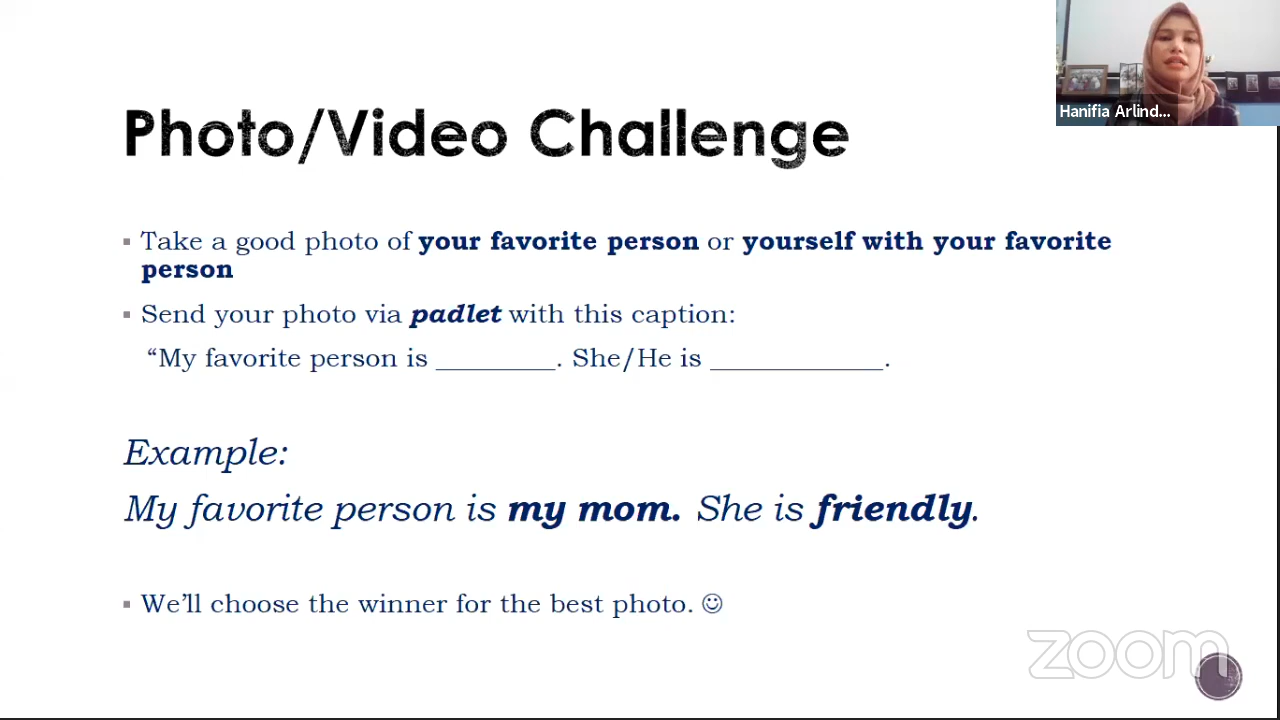 Hanifia Arlind...
Photo/Video Challenge
▪ Take a good photo of your favorite person or yourself with your favorite
person
▪ Send your photo via padlet with this caption:
“My favorite person is _________. She/He is _____________.
Example:
My favorite person is my mom. She is friendly.
▪ We’ll choose the winner for the best photo. ☺
zoom